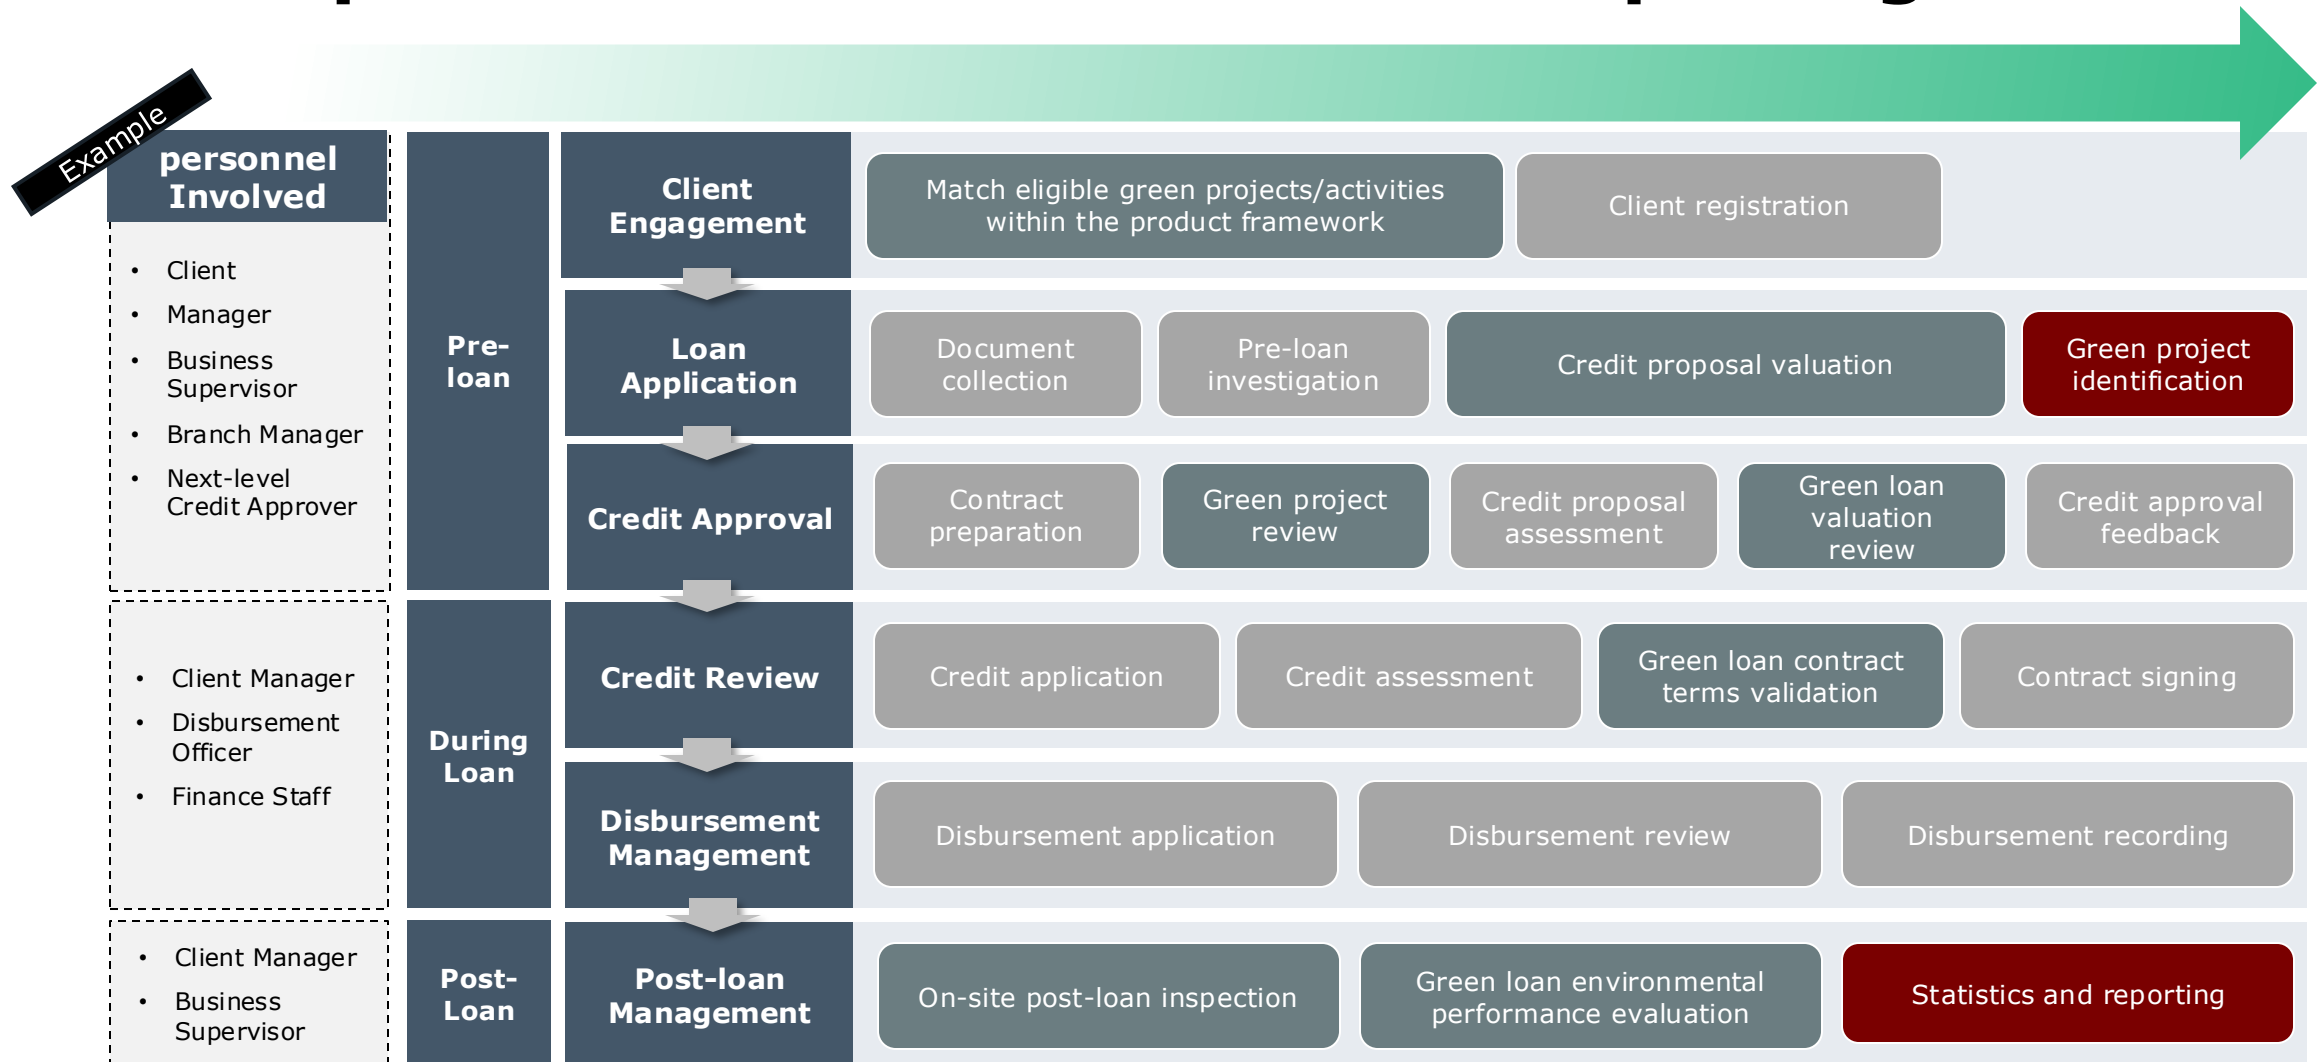 Example
personnel
Involved
• Client
• Manager
• Business
Supervisor
• Branch Manager
• Next-level
Credit Approver
Pre-
loan
Client
Engagement
Match eligible green projects/activities
within the product framework
Client registration
Loan
Application
Document
collection
Pre-loan
investigation
Credit proposal valuation
Green project
identification
Credit Approval
Contract
preparation
Green project
review
Credit proposal
assessment
Green loan
valuation
review
Credit approval
feedback
• Client Manager
• Disbursement
Officer
• Finance Staff
During
Loan
Credit Review
Credit application
Credit assessment
Green loan contract
terms validation
Contract signing
Disbursement
Management
Disbursement application
Disbursement review
Disbursement recording
• Client Manager
• Business
Supervisor
Post-
Loan
Post-loan
Management
On-site post-loan inspection
Green loan environmental
performance evaluation
Statistics and reporting